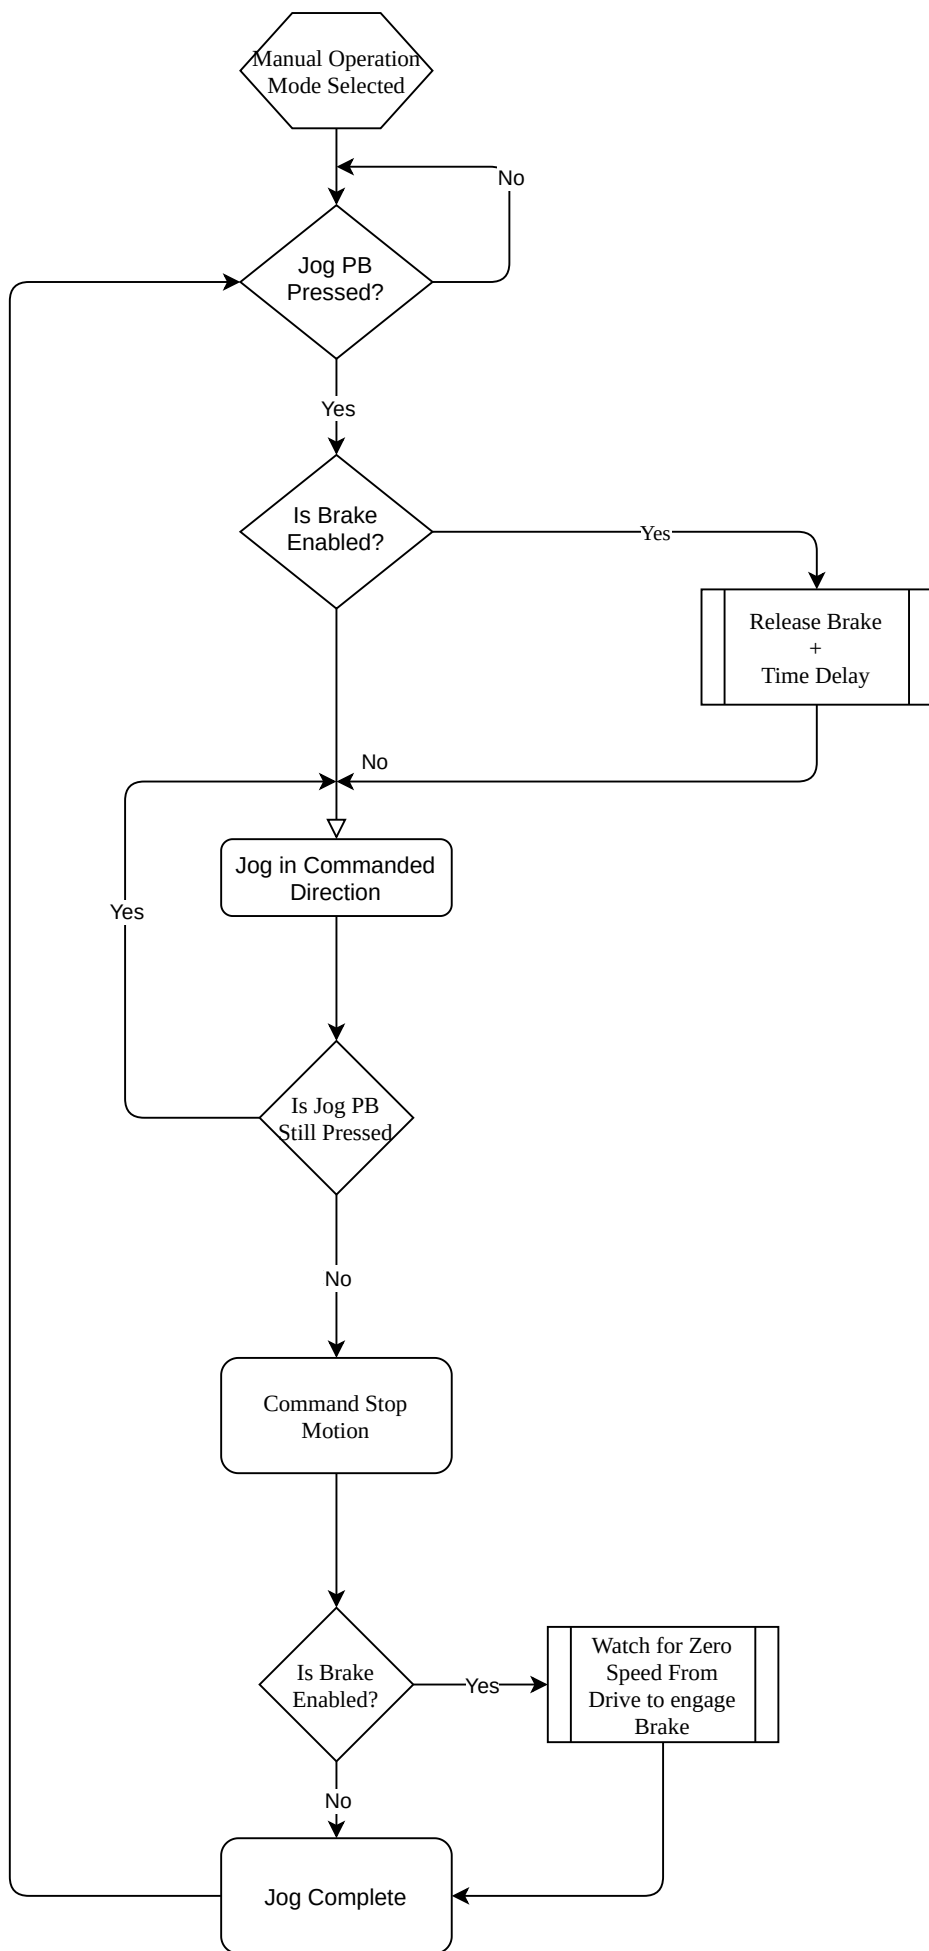 Manual Operation
Mode Selected
No
Jog PB
Pressed?
Yes
Is Brake
Enabled?
Yes
Release Brake
+
Time Delay
No
Jog in Commanded
Direction
Yes
Is Jog PB
Still Pressed
No
Command Stop
Motion
Is Brake
Enabled?
Yes
Watch for Zero
Speed From
Drive to engage
Brake
No
Jog Complete